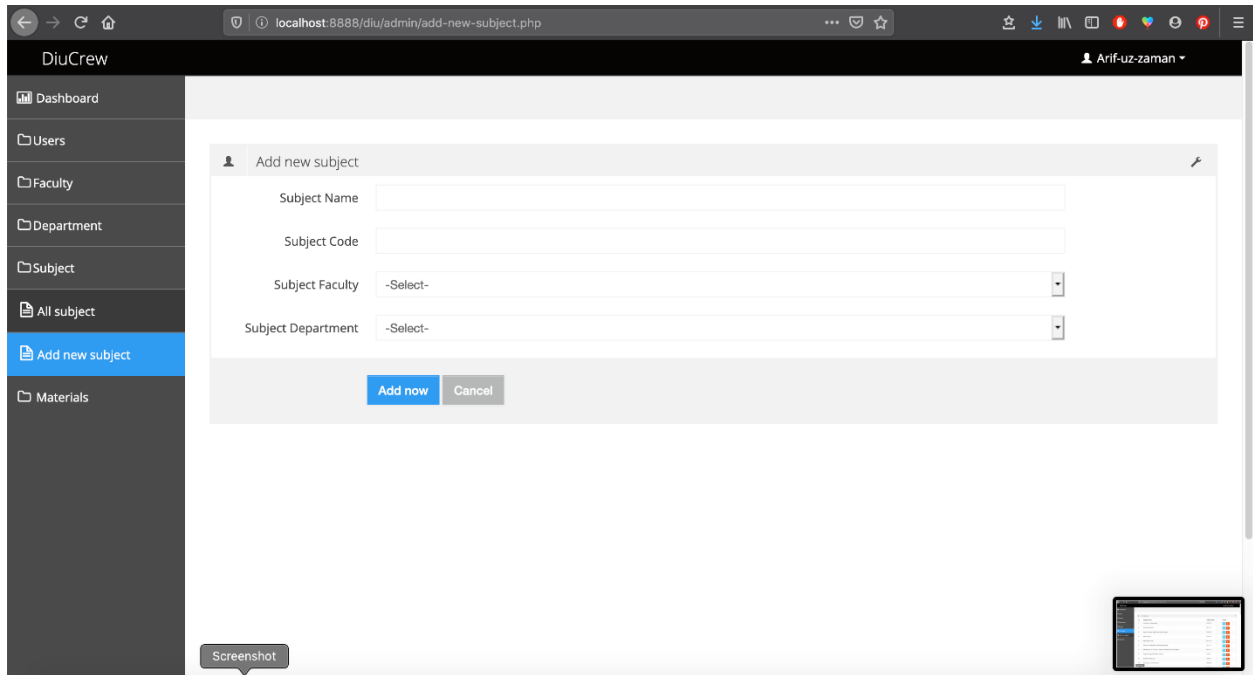 localhost:8888/diu/admin/add-new-subject.php
DiuCrew
Arif-uz-zaman
Dashboard
Users
Faculty
Department
Subject
All subject
Add new subject
Materials
Add new subject
Subject Name
Subject Code
Subject Faculty
-Select-
Subject Department
-Select-
Add now
Cancel
Screenshot